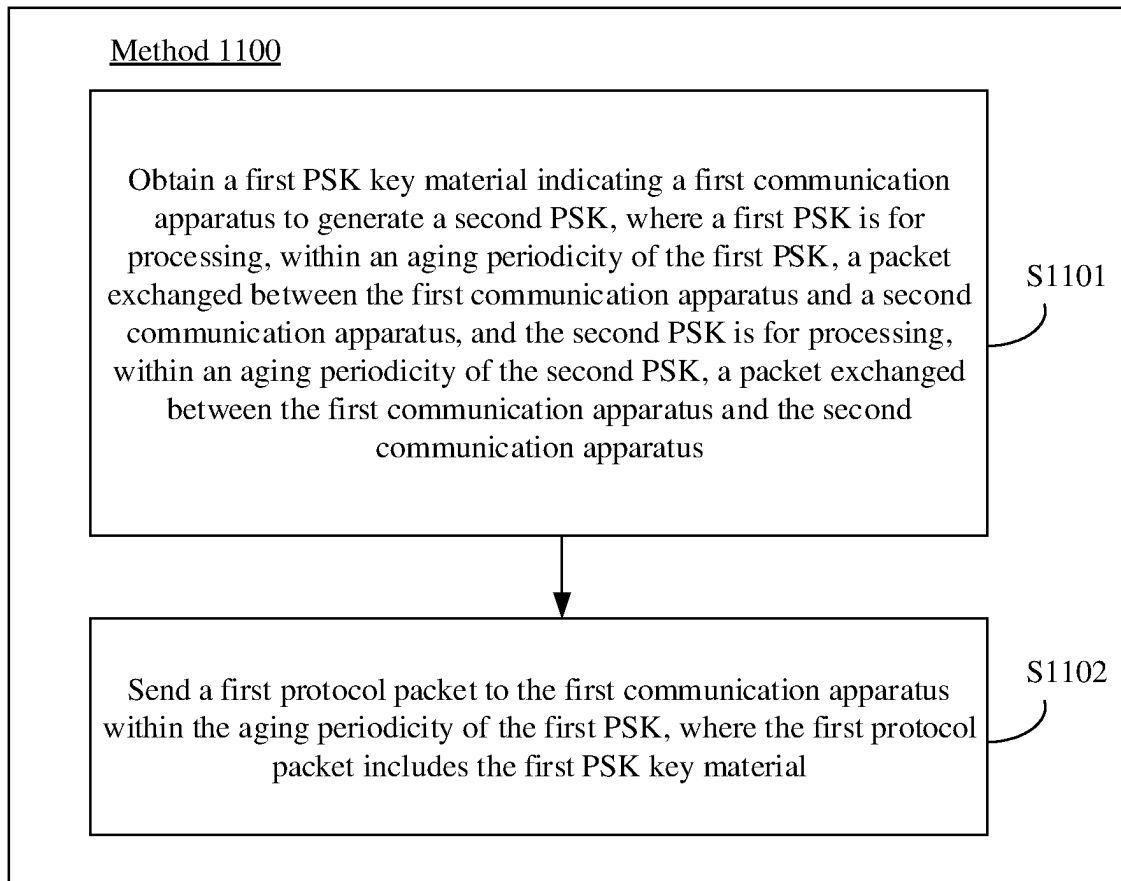 Method 1100
Obtain a first PSK key material indicating a first communication
apparatus to generate a second PSK, where a first PSK is for
processing, within an aging periodicity of the first PSK, a packet
exchanged between the first communication apparatus and a second
communication apparatus, and the second PSK is for processing,
within an aging periodicity of the second PSK, a packet exchanged
between the first communication apparatus and the second
communication apparatus
S1101
Send a first protocol packet to the first communication apparatus
within the aging periodicity of the first PSK, where the first protocol
packet includes the first PSK key material
S1102